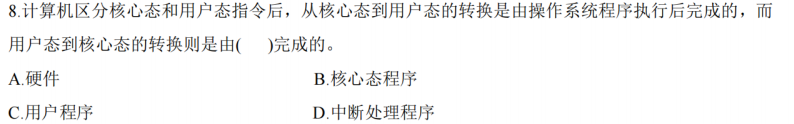 8.计算机区分核心态和用户态指令后，从核心态到用户态的转换是由操作系统程序执行后完成的，而
用户态到核心态的转换则是由(    )完成的。
A.硬件 B.核心态程序
C.用户程序 D.中断处理程序